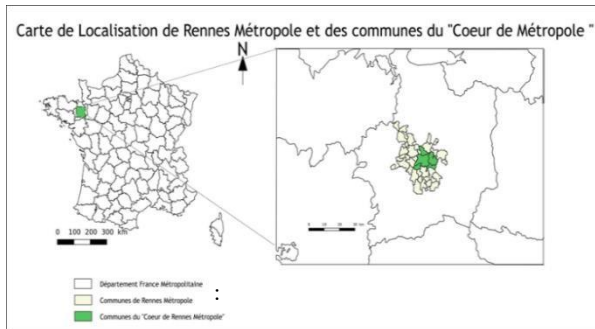 Carte de Localisation de Rennes Métropole et des communes du "Coeur de Métropole "
N
0 100 200 300 km
Département France Métropolitaine
Communes de Rennes Métropole
:
Communes du "Coeur de Rennes Métropole"